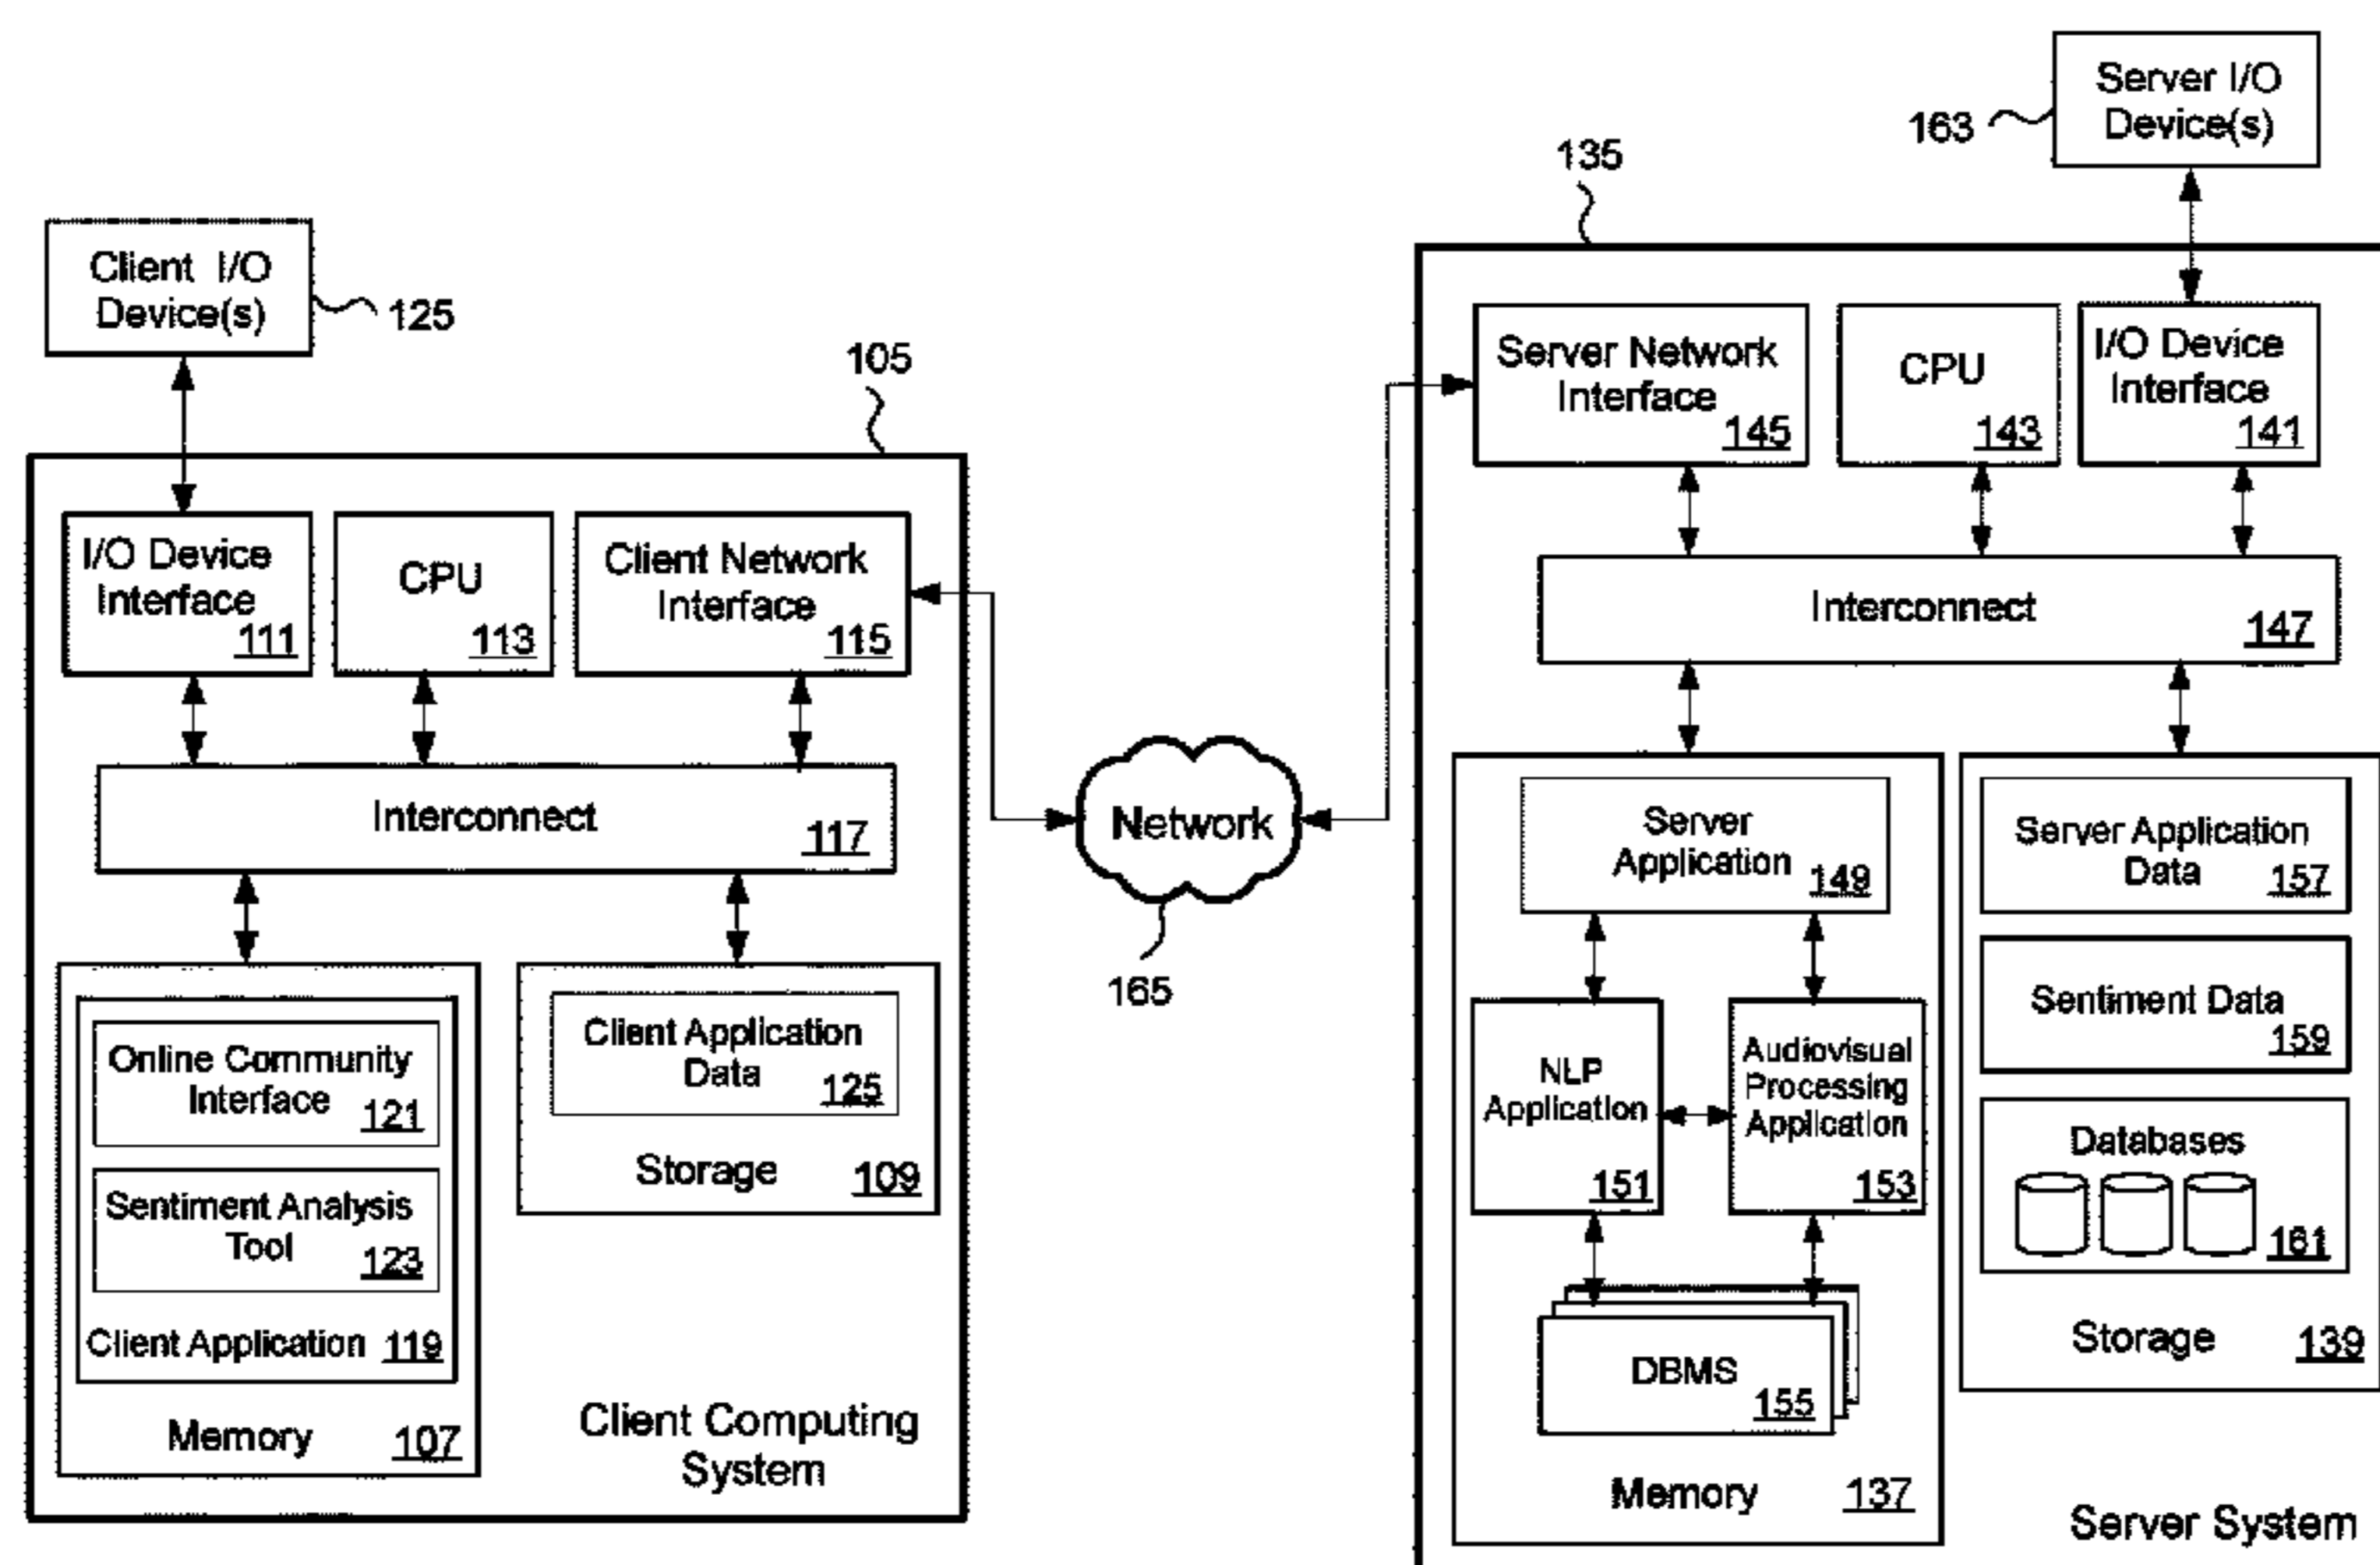 Server I/O
Device(s)
163
135
Client I/O
Device(s)
125
105
Server Network
Interface
145
CPU
143
I/O Device
Interface
141
I/O Device
Interface
111
CPU
113
Client Network
Interface
115
Interconnect
147
Interconnect
117
Network
165
Server
Application
149
Server Application
Data
157
Online Community
Interface
121
Client Application
Data
125
Storage
109
NLP
Application
151
Audiovisual
Processing
Application
153
Sentiment Data
159
Databases
161
Sentiment Analysis
Tool
123
Client Application 119
Memory 107
Client Computing
System
DBMS
155
Storage 139
Memory 137
Server System